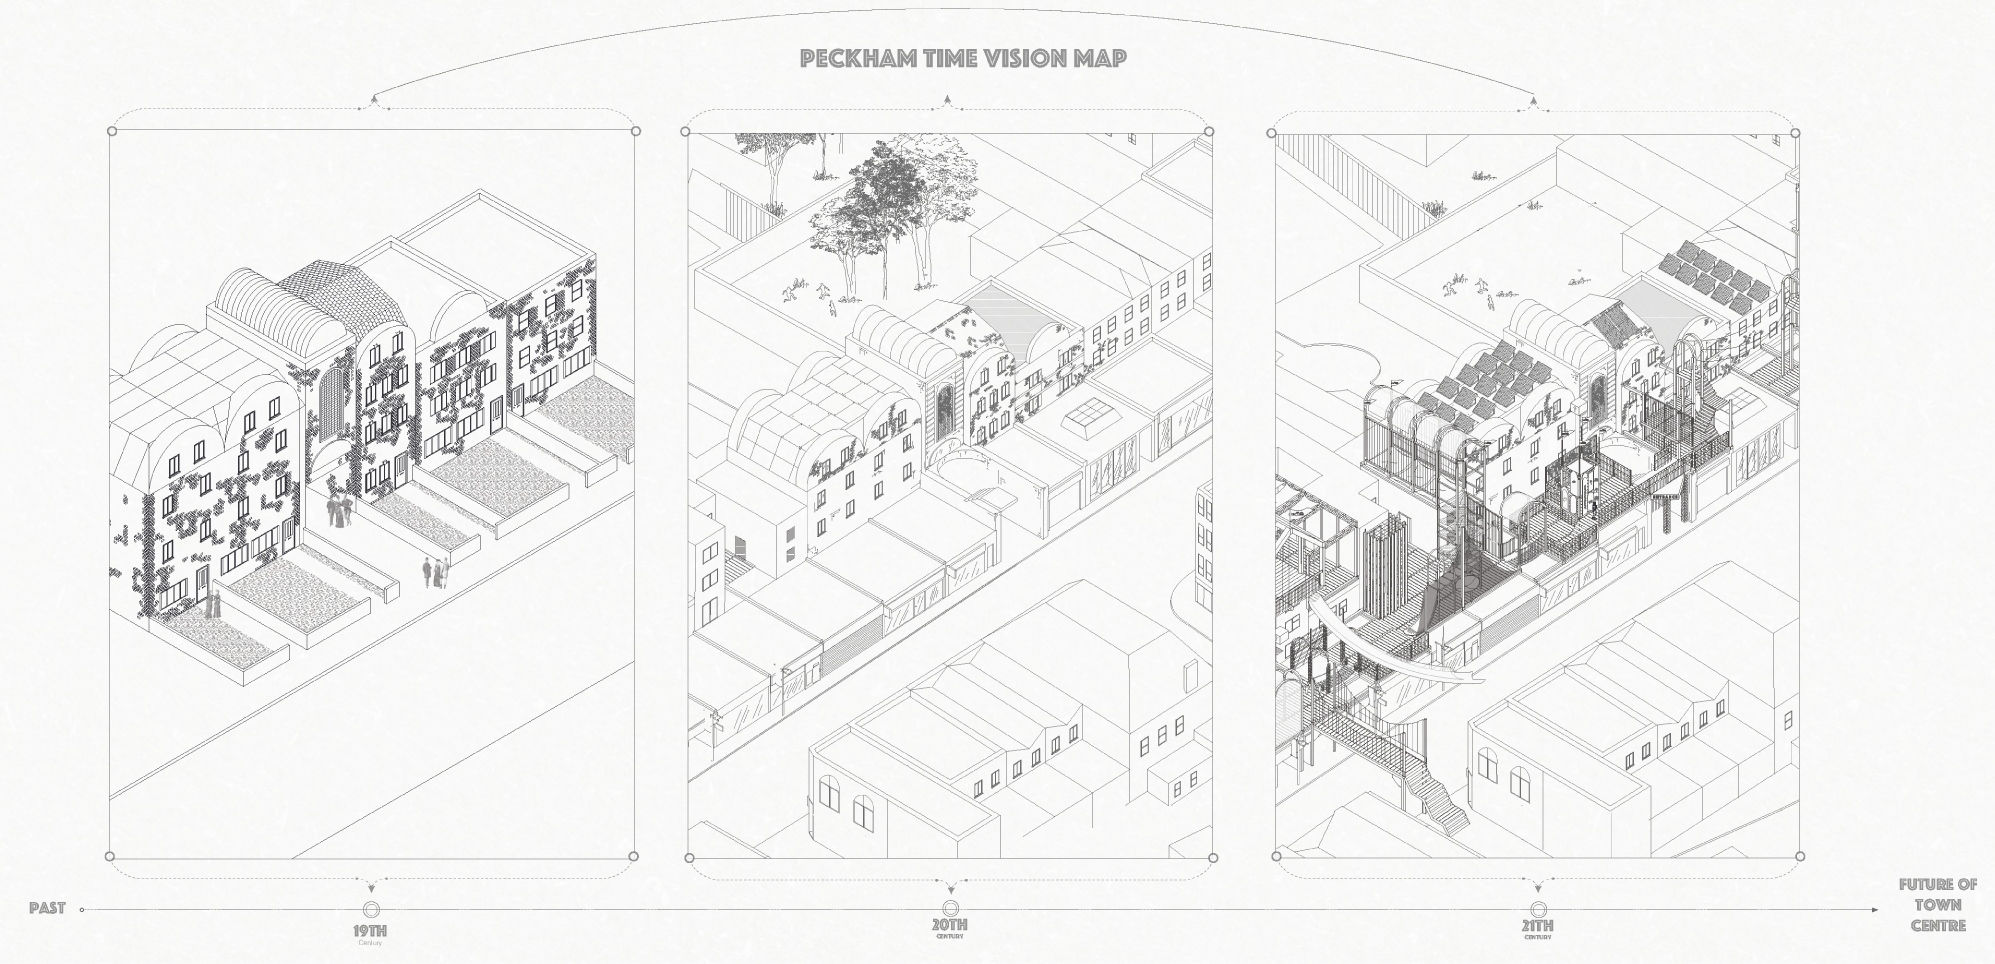 PECKHAM TIME VISION MAP
PAST
19TH
Century
20TH
CENTURY
21TH
CENTURY
FUTURE OF
TOWN
CENTRE